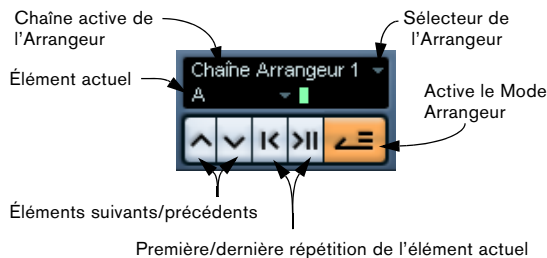 Chaîne active de
l'Arrangeur
Sélecteur de
l'Arrangeur
Élément actuel
Chaîne Arrangeur 1
A
Active le Mode
Arrangeur
Éléments suivants/précédents
Première/dernière répétition de l'élément actuel